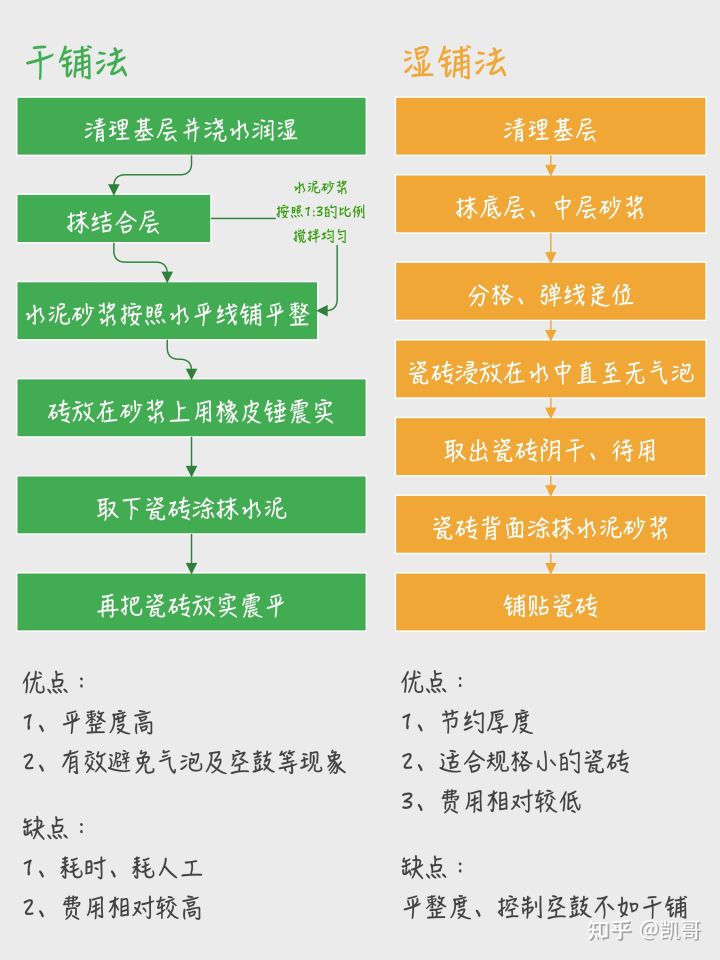 干铺法
清理基层并浇水润湿
抹结合层
水泥砂浆
按照1:3的比例
搅拌均匀
水泥砂浆按照水平线铺平整
砖放在砂浆上用橡皮锤震实
取下瓷砖涂抹水泥
再把瓷砖放实震平
优点：
1、平整度高
2、有效避免气泡及空鼓等现象
缺点：
1、耗时、耗人工
2、费用相对较高
湿铺法
清理基层
抹底层、中层砂浆
分格、弹线定位
瓷砖浸放在水中直至无气泡
取出瓷砖阴干、待用
瓷砖背面涂抹水泥砂浆
铺贴瓷砖
优点：
1、节约厚度
2、适合规格小的瓷砖
3、费用相对较低
缺点：
平整度、控制空鼓不如干铺
知乎 @凯哥